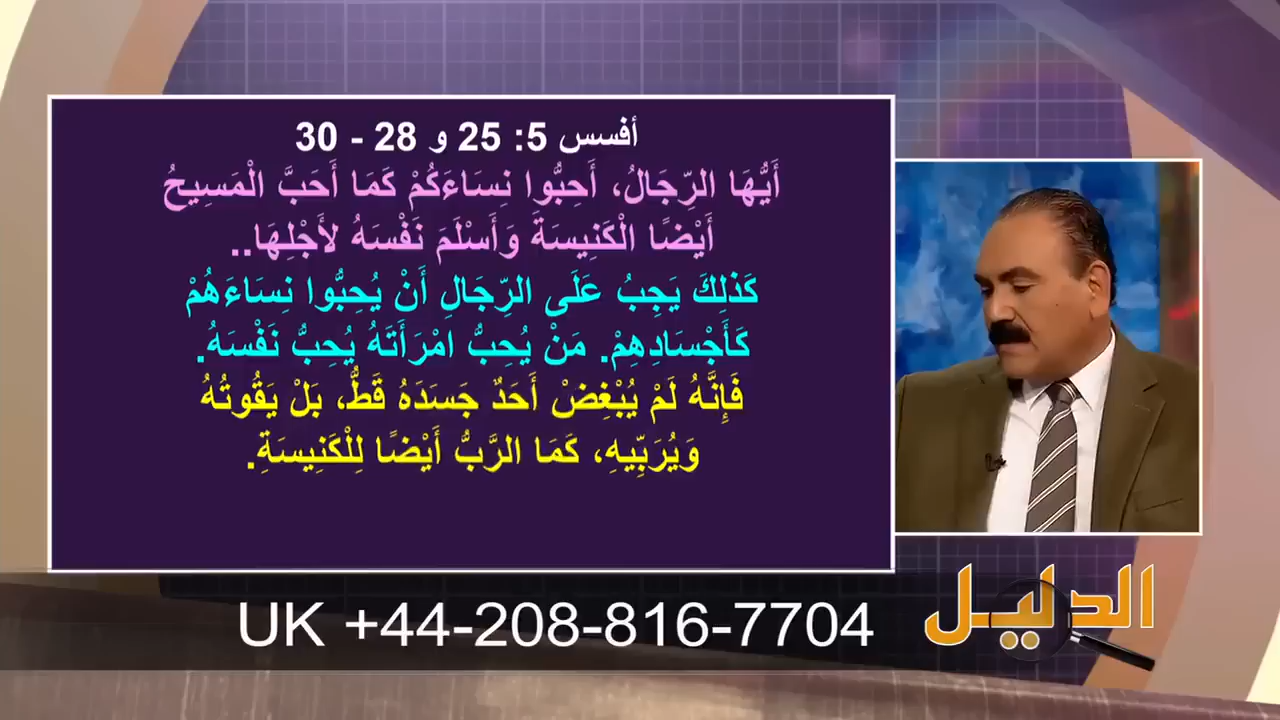 أفسس 5: 25 و 28 - 30
أَيُّهَا الرِّجَالُ، أَحِبُّوا نِسَاءَكُمْ كَمَا أَحَبَّ الْمَسِيحُ
أَيْضًا الْكَنِيسَةَ وَأَسْلَمَ نَفْسَهُ لأَجْلِهَا..
كَذلِكَ يَجِبُ عَلَى الرِّجَالِ أَنْ يُحِبُّوا نِسَاءَهُمْ
كَأَجْسَادِهِمْ. مَنْ يُحِبُّ امْرَأَتَهُ يُحِبُّ نَفْسَهُ.
فَإِنَّهُ لَمْ يُبْغِضْ أَحَدٌ جَسَدَهُ قَطُّ، بَلْ يَقُوتُهُ
وَيُرَبِّيهِ، كَمَا الرَّبُّ أَيْضًا لِلْكَنِيسَةِ.
الدليل
UK +44-208-816-7704